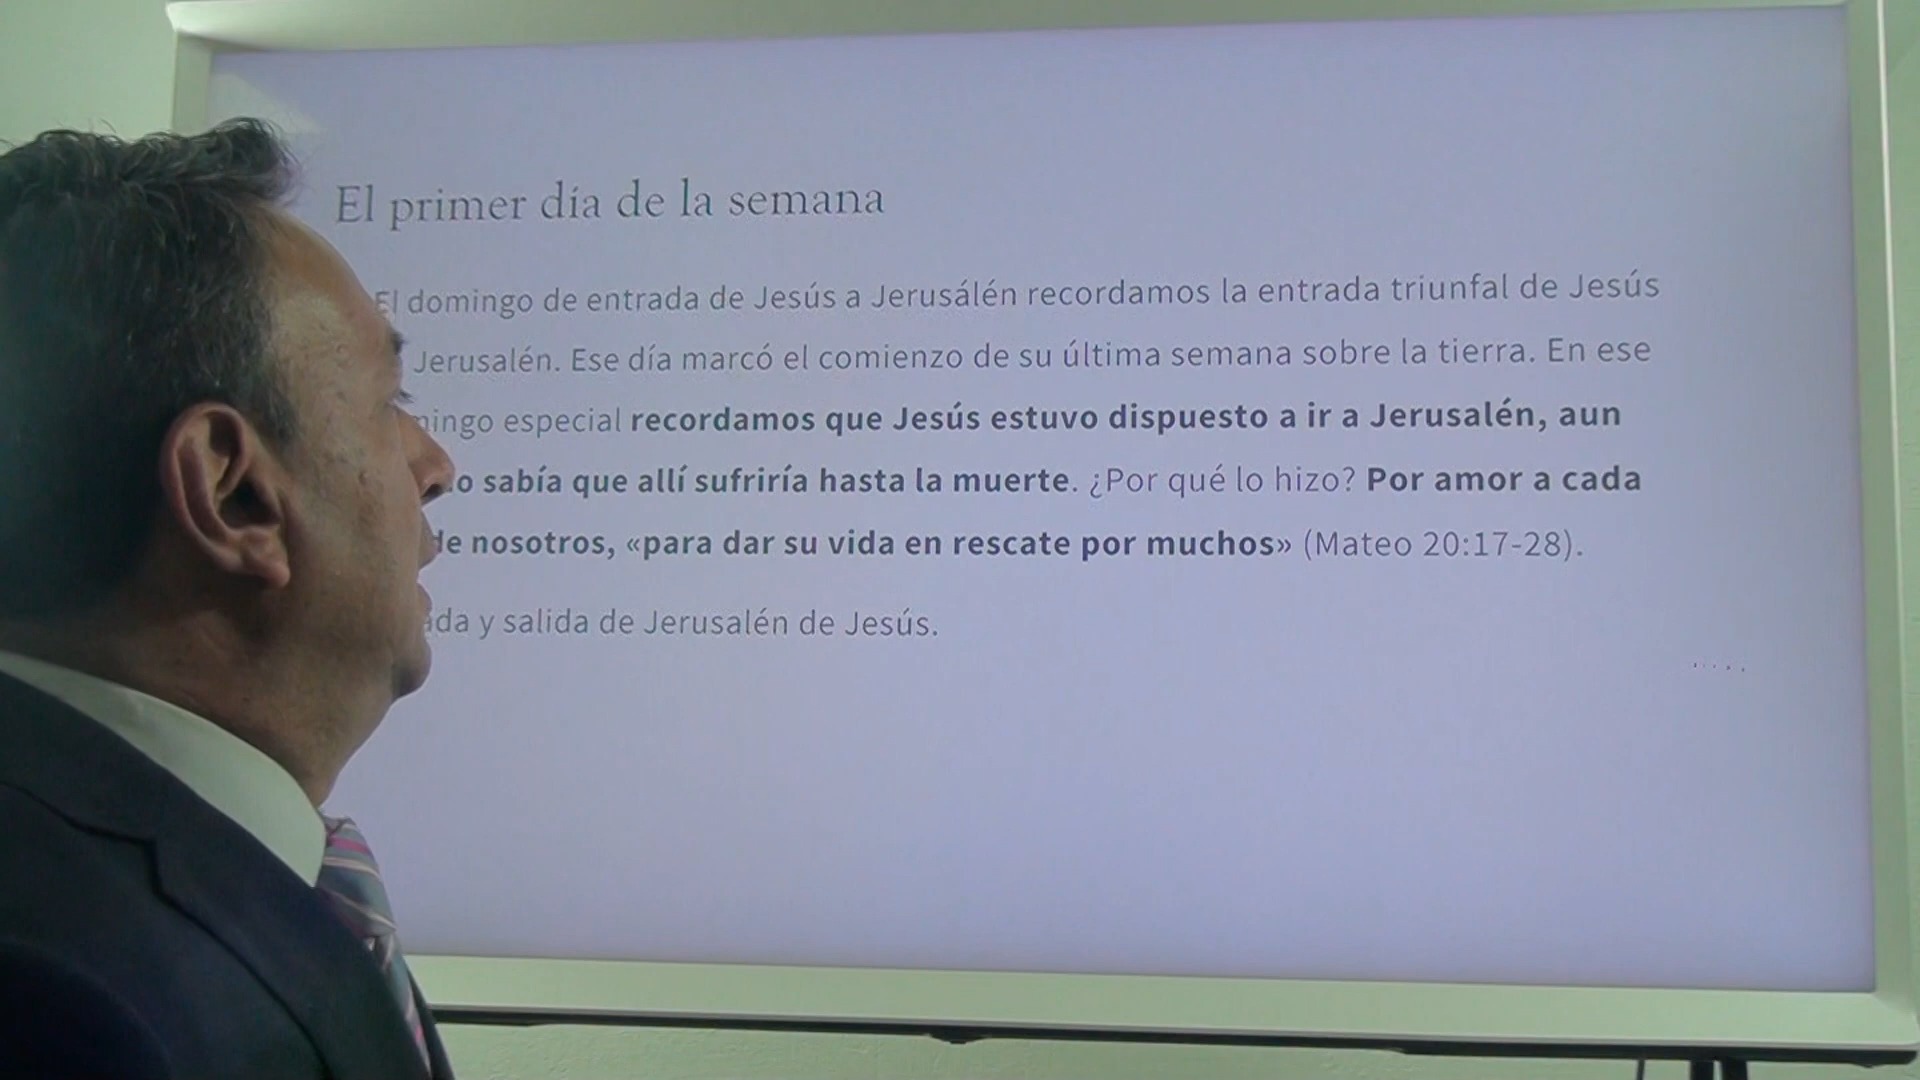 El primer día de la semana
El domingo de entrada de Jesús a Jerusálén recordamos la entrada triunfal de Jesús
Jerusalén. Ese día marcó el comienzo de su última semana sobre la tierra. En ese
especial recordamos que Jesús estuvo dispuesto a ir a Jerusalén, aun
sabía que allí sufriría hasta la muerte. ¿Por qué lo hizo? Por amor a cada
de nosotros, «para dar su vida en rescate por muchos» (Mateo 20:17-28).
y salida de Jerusalén de Jesús.